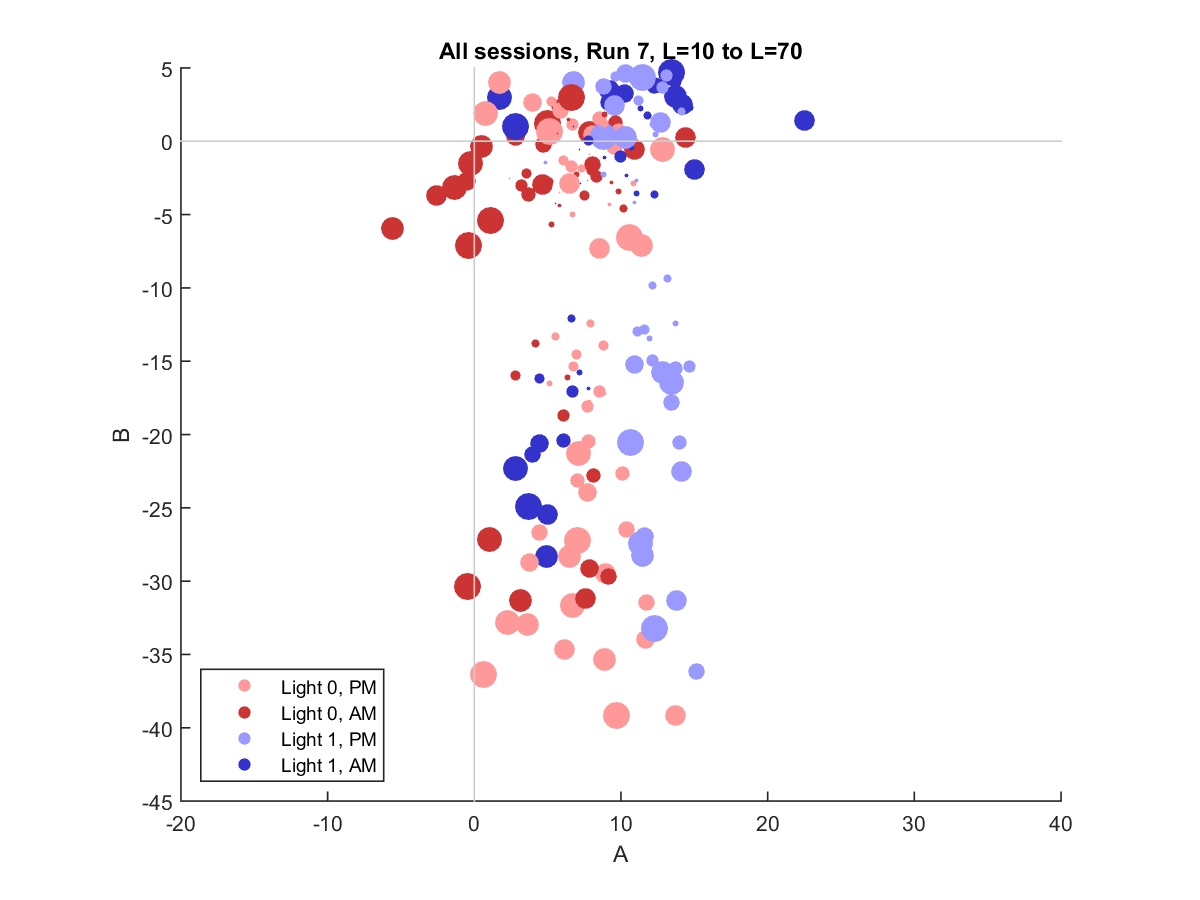 All sessions, Run 7, L=10 to L=70
5
0
-5
-10
-15
-20
-25
-30
-35
-40
-45
B
Light 0, PM
Light 0, AM
Light 1, PM
Light 1, AM
-20 -10 0 10 20 30 40
A